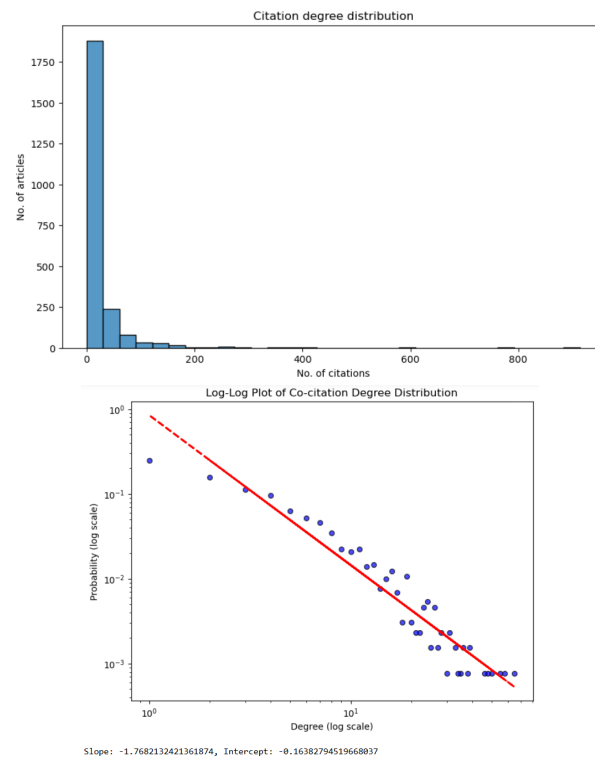 Citation degree distribution
1750
1500
1250
1000
750
500
250
0
No. of articles
0 200 400 600 800
No. of citations
Log-Log Plot of Co-citation Degree Distribution
10⁰
10⁻¹
10⁻²
10⁻³
Probability (log scale)
10⁰ 10¹
Degree (log scale)
Slope: -1.7682132421361874, Intercept: -0.16382794519668037